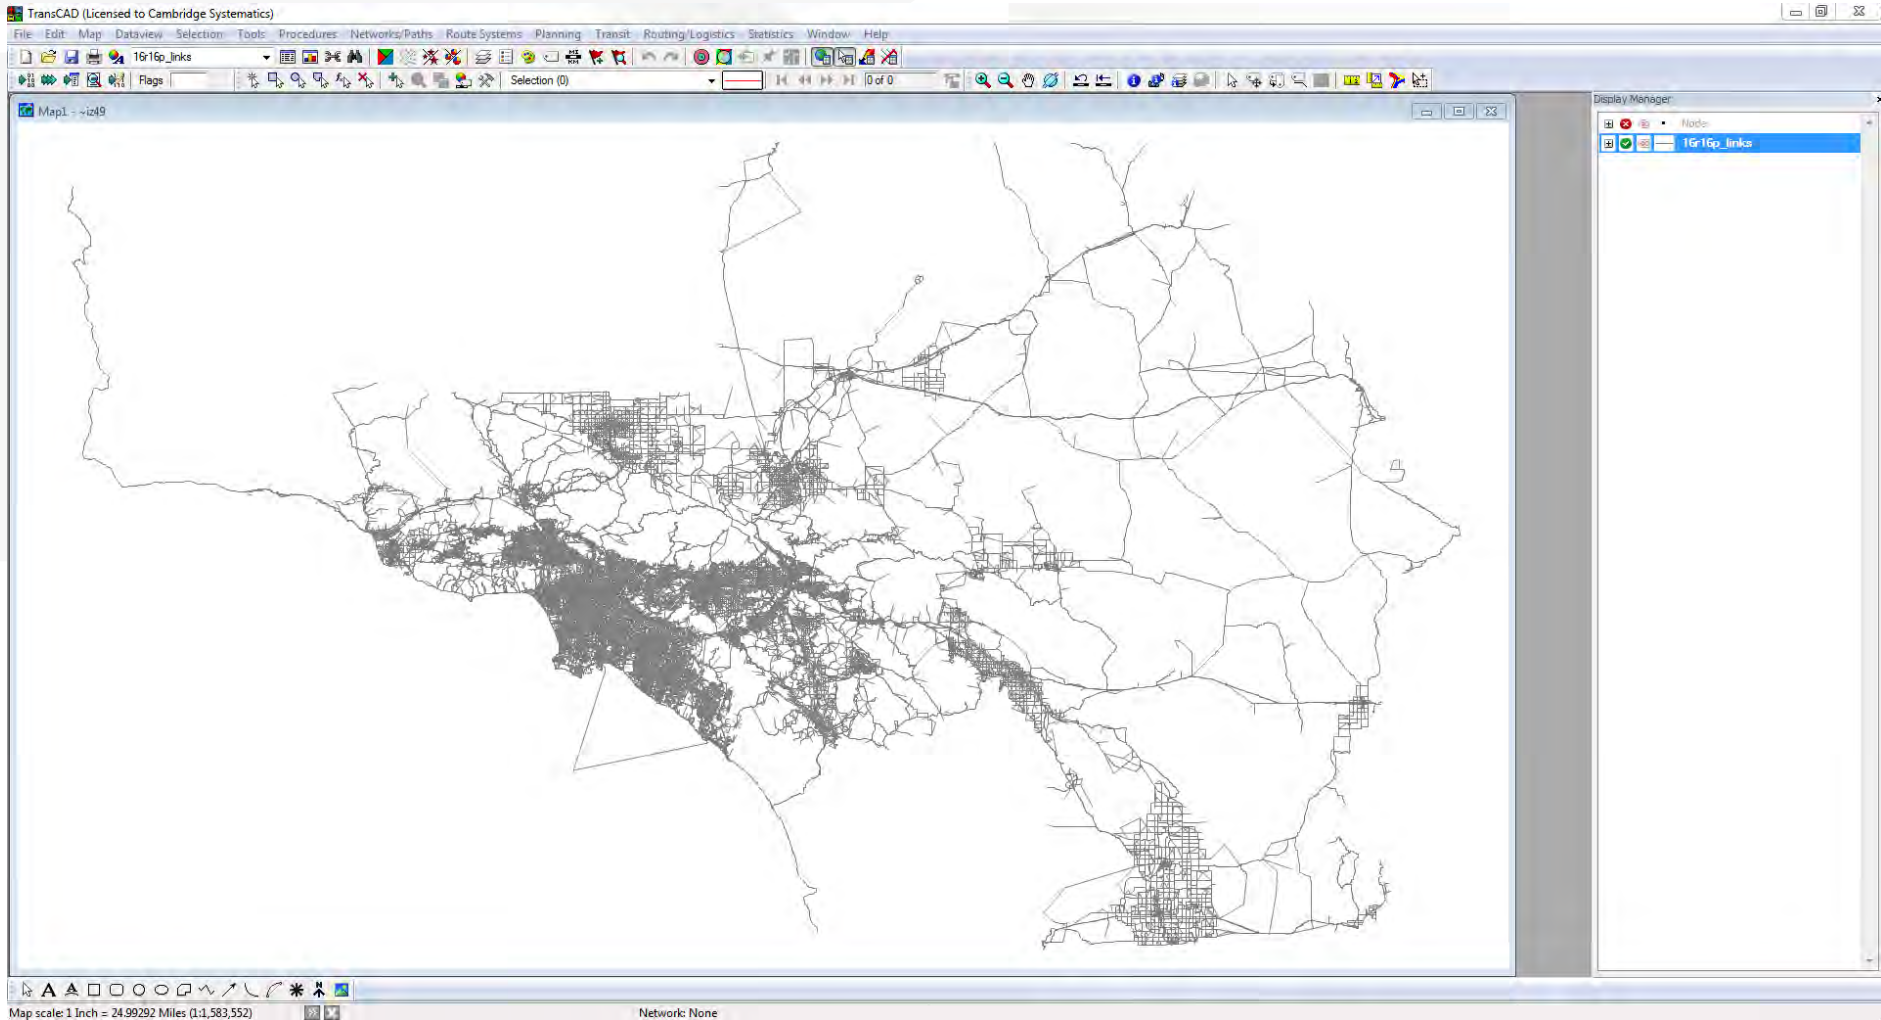 TransCAD (Licensed to Cambridge Systematics)
File Edit Map Dataview Selection Tools Procedures Networks/Paths Route Systems Planning Transit Routing/Logistics Statistics Window Help
16r16p_links
Flags Selection (0) 0 of 0
Map1 - ~iz49
Display Manager
Node
16r16p_links
Map scale: 1 Inch = 24.99292 Miles (1:1,583,552) Network: None